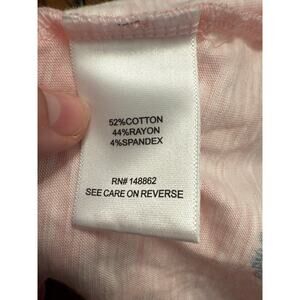 52%COTTON
44%RAYON
4%SPANDEX
RN# 148862
SEE CARE ON REVERSE